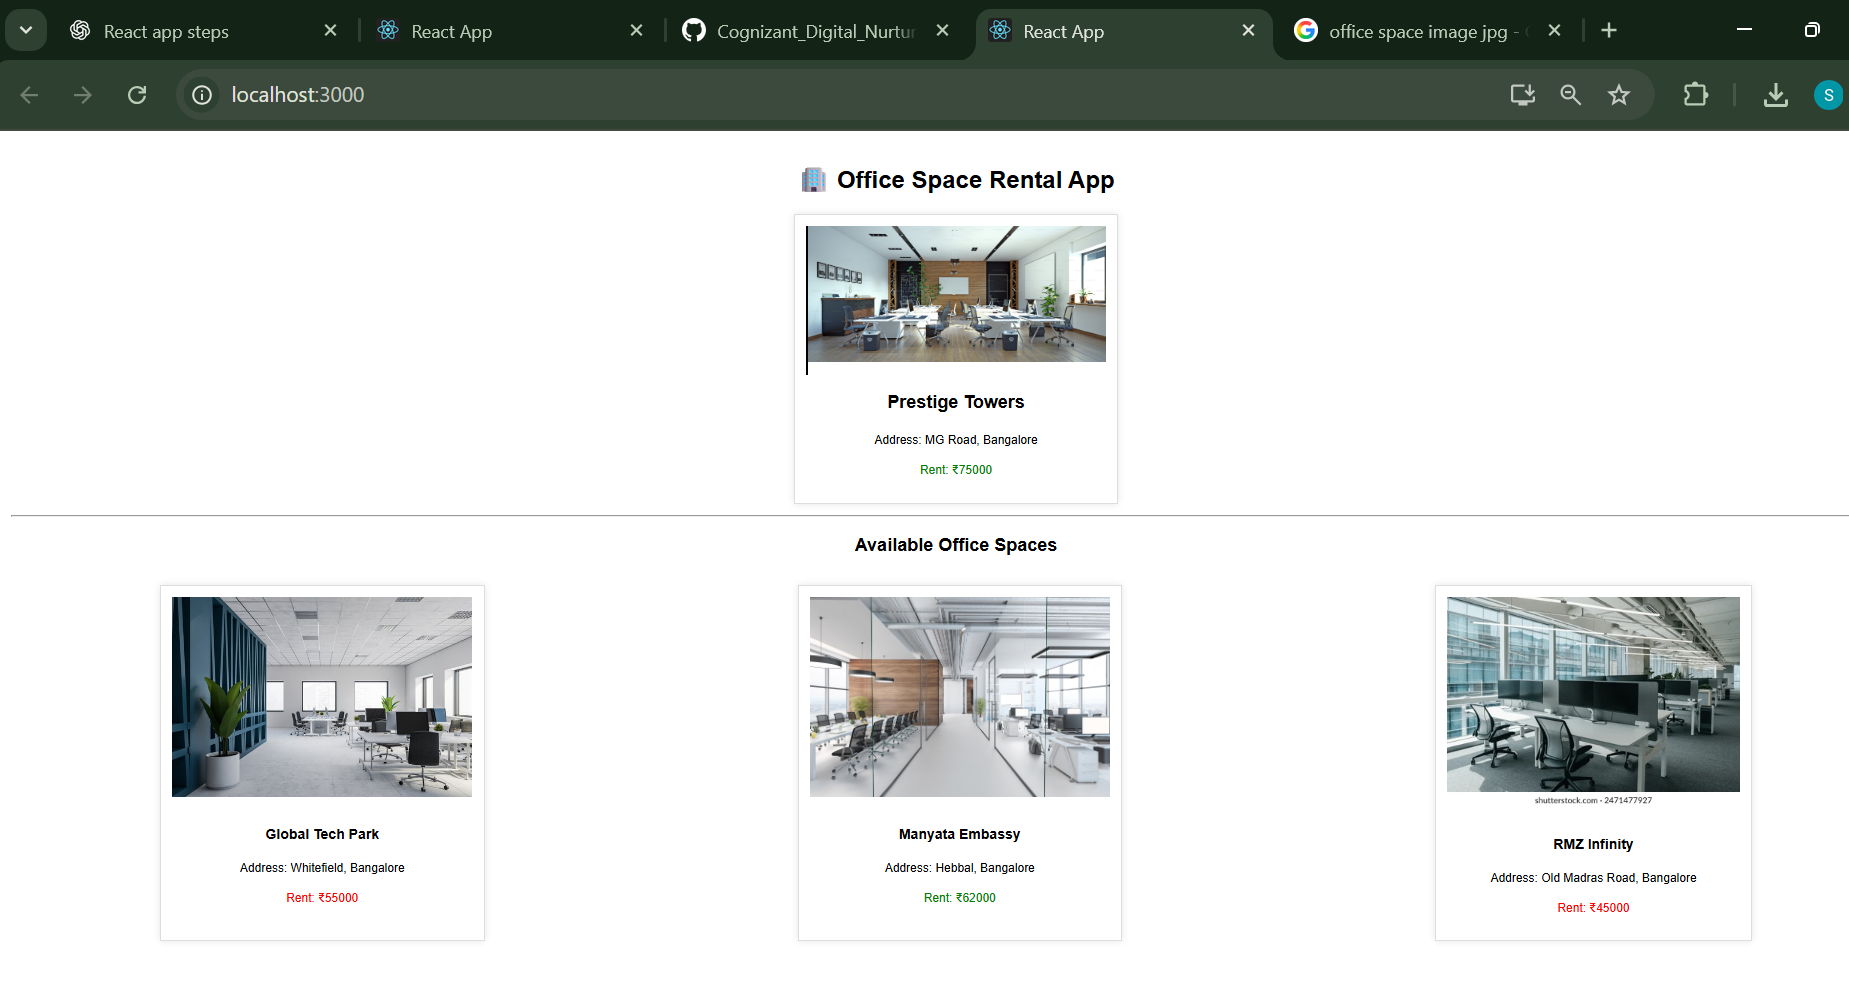 React app steps
React App
Cognizant_Digital_Nurtur
React App
office space image jpg -
localhost:3000
S
Office Space Rental App
Prestige Towers
Address: MG Road, Bangalore
Rent: ₹75000
Available Office Spaces
shutterstock.com · 2471477927
Global Tech Park
Address: Whitefield, Bangalore
Rent: ₹55000
Manyata Embassy
Address: Hebbal, Bangalore
Rent: ₹62000
RMZ Infinity
Address: Old Madras Road, Bangalore
Rent: ₹45000